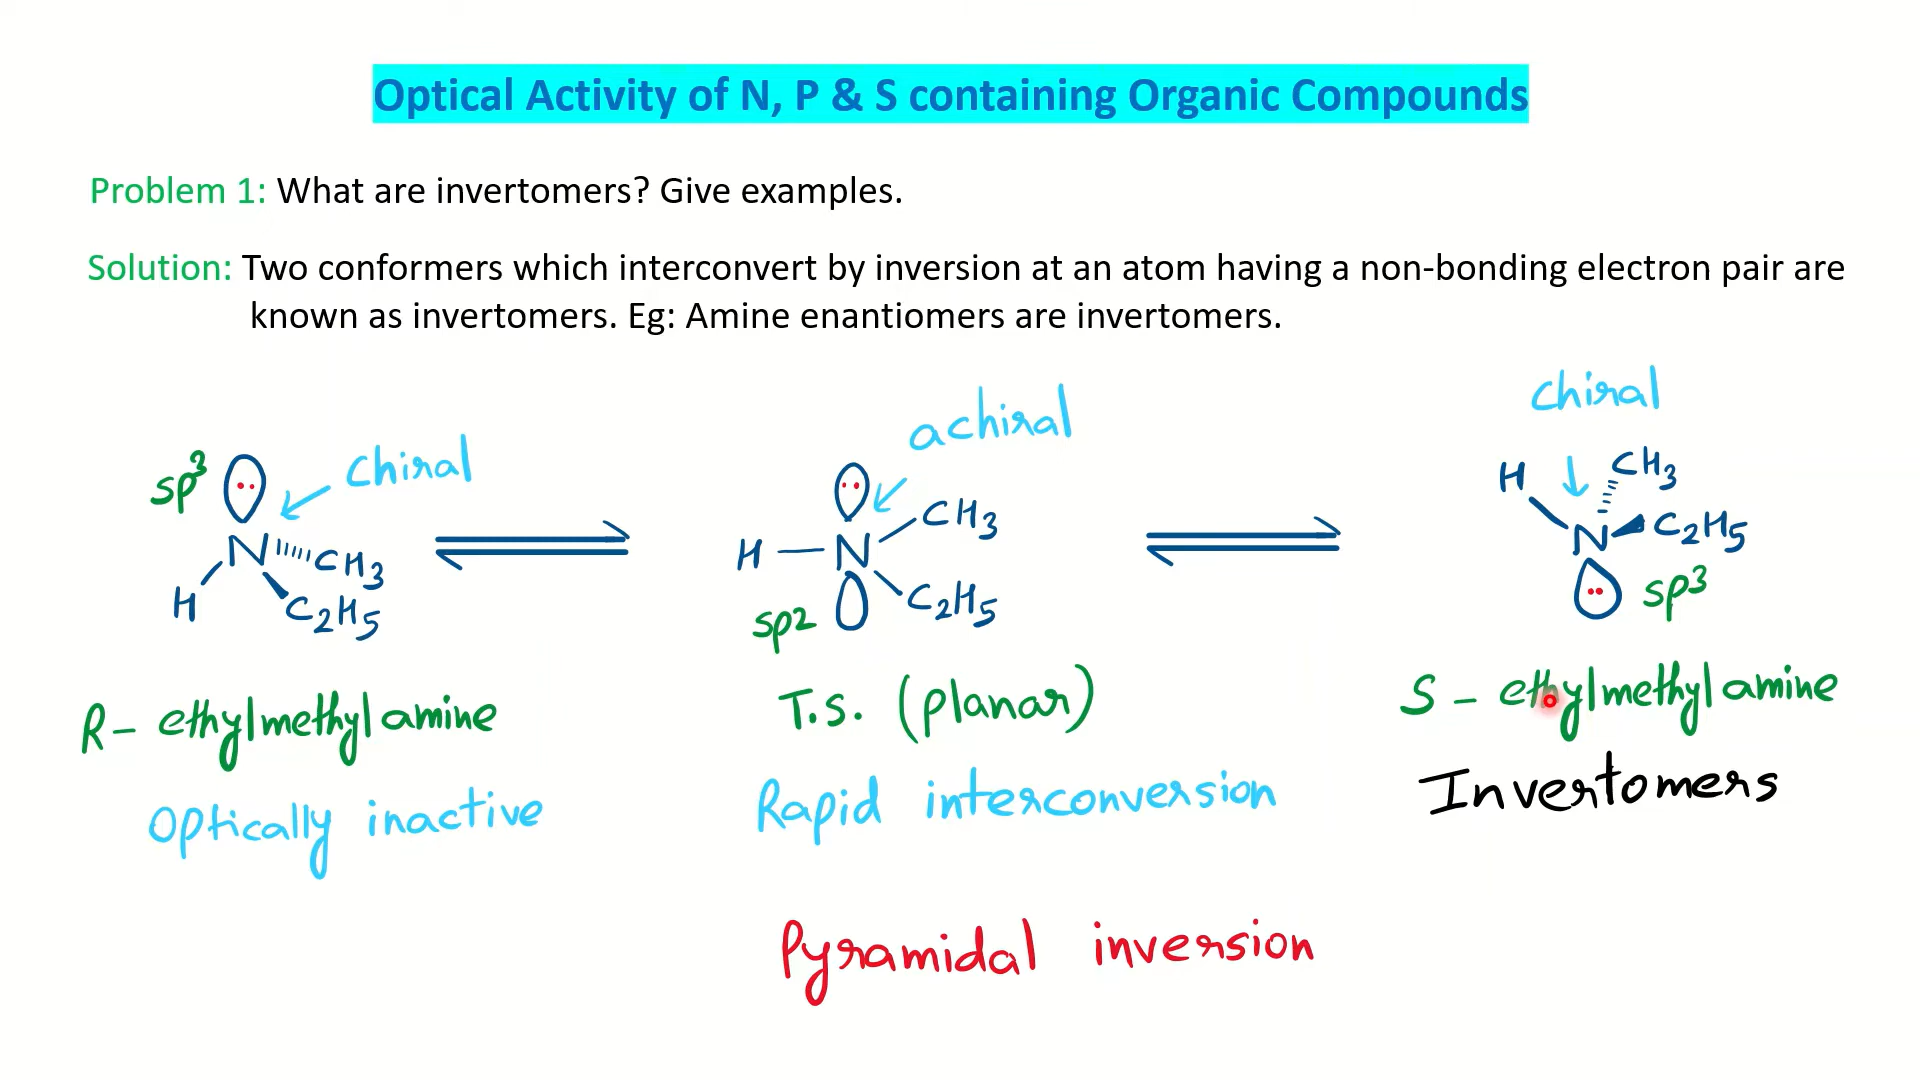 Optical Activity of N, P & S containing Organic Compounds
Problem 1: What are invertomers? Give examples.
Solution: Two conformers which interconvert by inversion at an atom having a non-bonding electron pair are
known as invertomers. Eg: Amine enantiomers are invertomers.
sp3
chiral
N
CH3
H
C2H5
achiral
H — N
CH3
C2H5
sp2
chiral
H
CH3
N
C2H5
sp3
R - ethylmethylamine
T.S. (planar)
S - ethylmethylamine
Optically inactive
Rapid interconversion
Invertomers
Pyramidal inversion